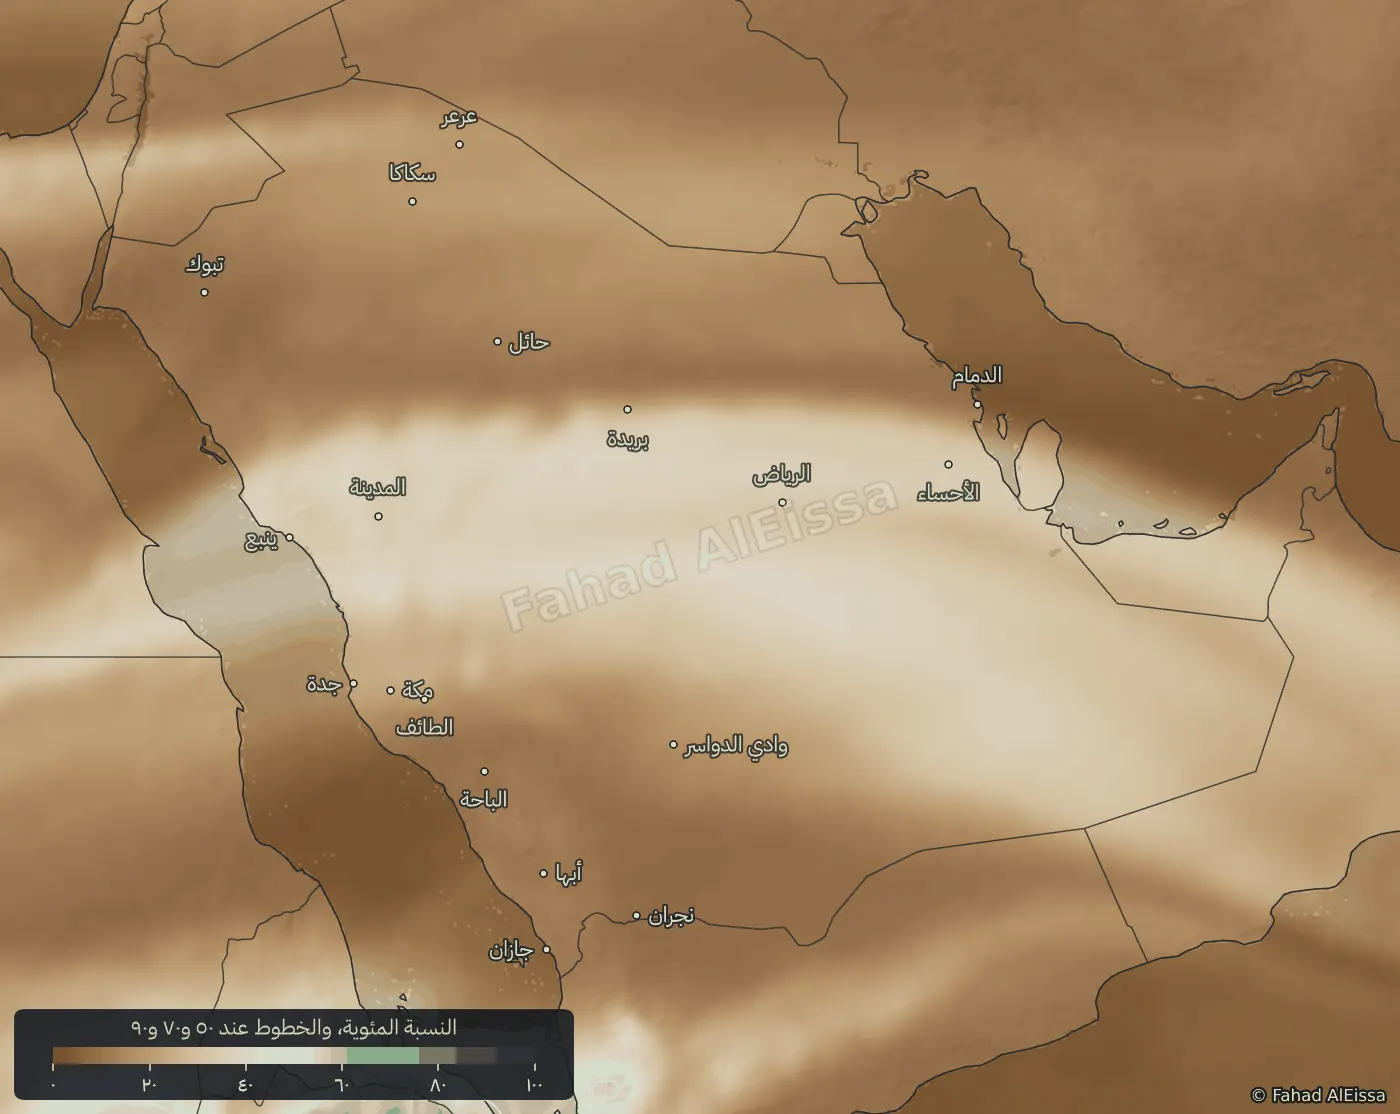 عرعر
سكاكا
تبوك
حائل
الدمام
بريدة
الرياض
المدينة
الأحساء
ينبع
Fahad AlEissa
جدة
مكة
الطائف
وادي الدواسر
الباحة
أبها
نجران
جازان
النسبة المئوية، والخطوط عند ٥٠ و٧٠ و٩٠
٠ ٢٠ ٤٠ ٦٠ ٨٠ ١٠٠
© Fahad AlEissa